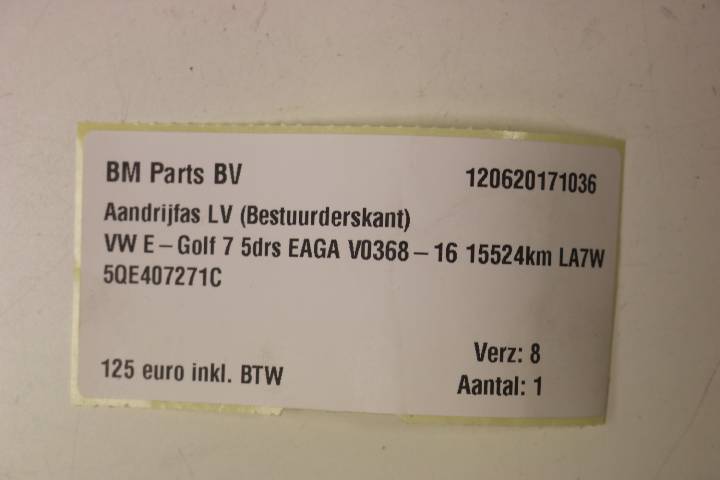 BM Parts BV 120620171036
Aandrijfas LV (Bestuurderskant)
VW E-Golf 7 5drs EAGA V0368-16 15524km LA7W
5QE407271C
Verz: 8
125 euro inkl. BTW Aantal: 1